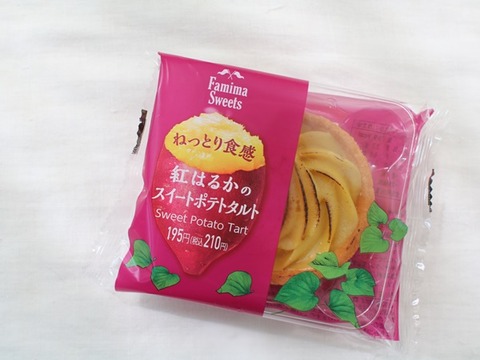 Famima
Sweets
ねっとり食感
紅はるかの
スイートポテトタルト
Sweet Potato Tart
195円(税込210円)